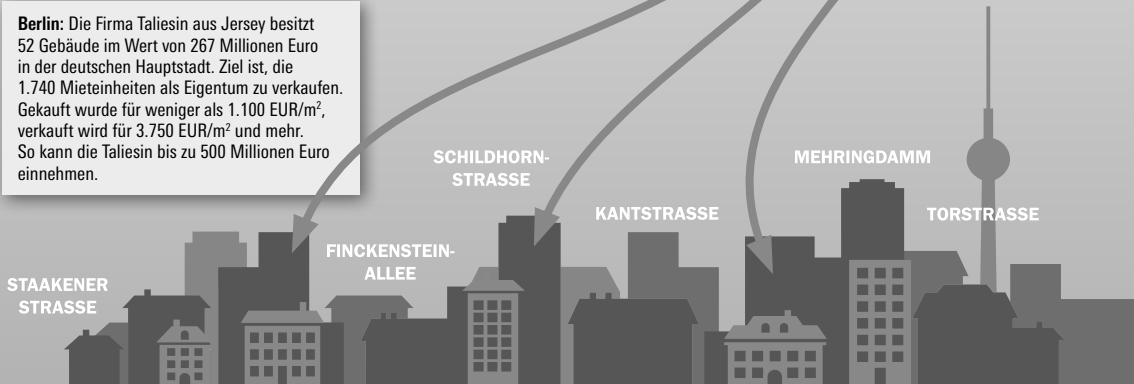 Berlin: Die Firma Taliesin aus Jersey besitzt
52 Gebäude im Wert von 267 Millionen Euro
in der deutschen Hauptstadt. Ziel ist, die
1.740 Mieteinheiten als Eigentum zu verkaufen.
Gekauft wurde für weniger als 1.100 EUR/m²,
verkauft wird für 3.750 EUR/m² und mehr.
So kann die Taliesin bis zu 500 Millionen Euro
einnehmen.
STAAKENER
STRASSE
FINCKENSTEIN-
ALLEE
SCHILDHORN-
STRASSE
KANTSTRASSE
MEHRINGDAMM
TORSTRASSE